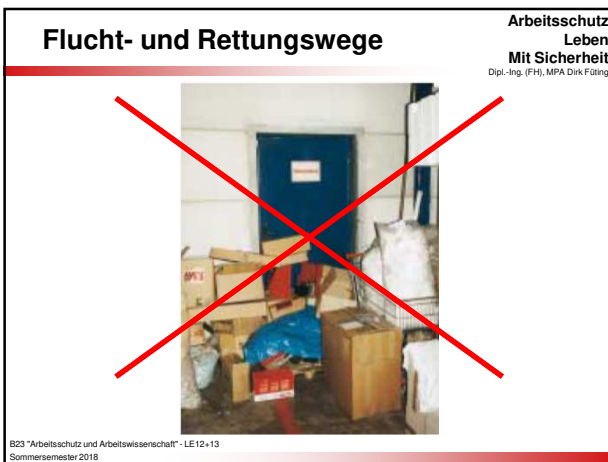 Flucht- und Rettungswege
Arbeitsschutz
Leben
Mit Sicherheit
Dipl.-Ing. (FH), MPA Dirk Füting
B23 "Arbeitsschutz und Arbeitswissenschaft" - LE12+13
Sommersemester 2018